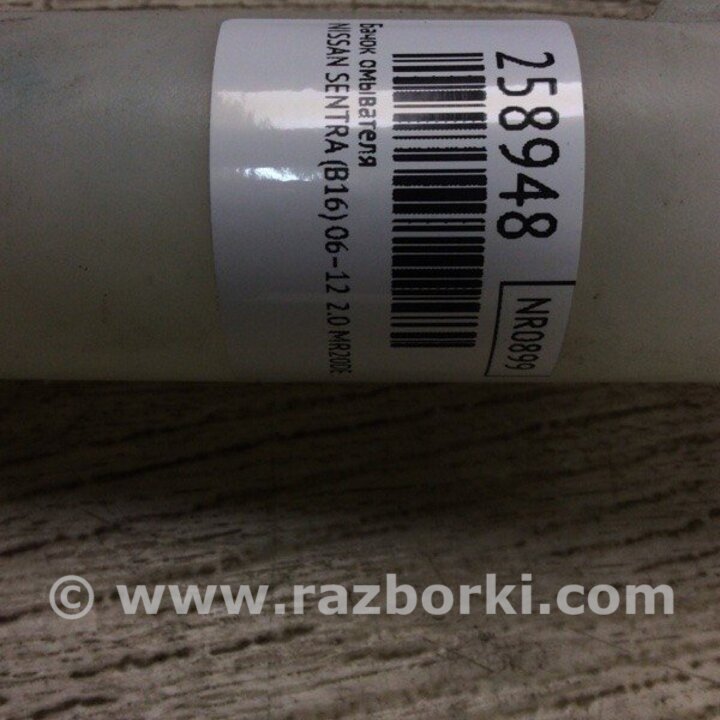 258948
NR0899
Бачок омывателя
NISSAN SENTRA (B16) 06-12 2.0 MR20DE
© www.razborki.com